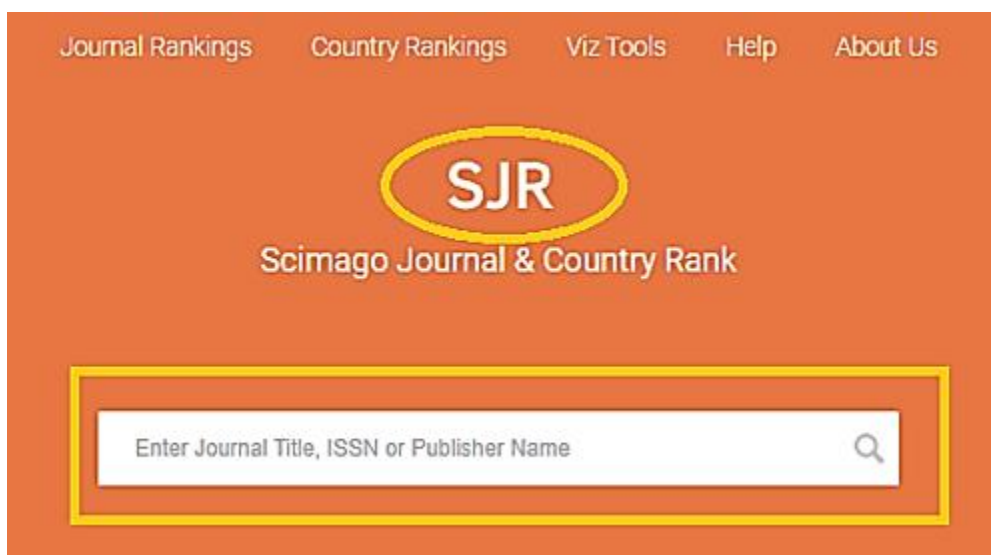 Journal Rankings Country Rankings Viz Tools Help About Us
SJR
Scimago Journal & Country Rank
Enter Journal Title, ISSN or Publisher Name